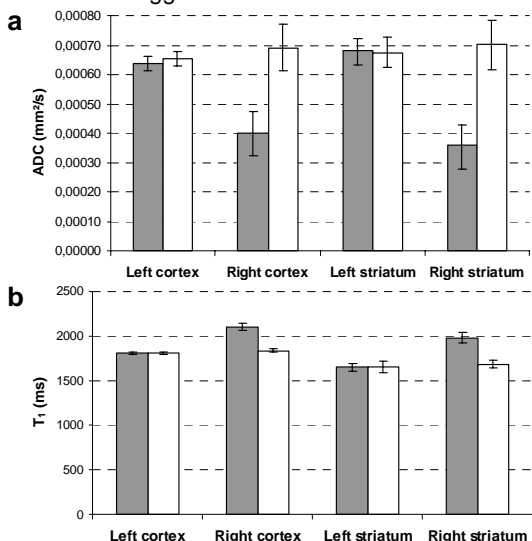 a
0,00080
0,00070
0,00060
0,00050
0,00040
0,00030
0,00020
0,00010
0,00000
ADC (mm²/s)
Left cortex Right cortex Left striatum Right striatum
b
2500
2000
1500
1000
500
0
T₁ (ms)
Left cortex Right cortex Left striatum Right striatum